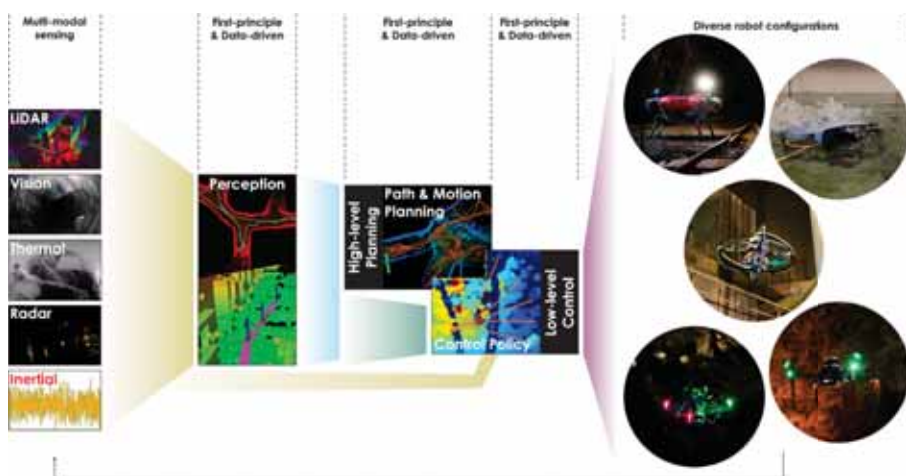 Multi-modal
sensing
First-principle
& Data-driven
First-principle
& Data-driven
First-principle
& Data-driven
Diverse robot configurations
LiDAR
Vision
Thermal
Radar
Inertial
Perception
High-level
Planning
Path & Motion
Planning
Control Policy
Low-level
Control